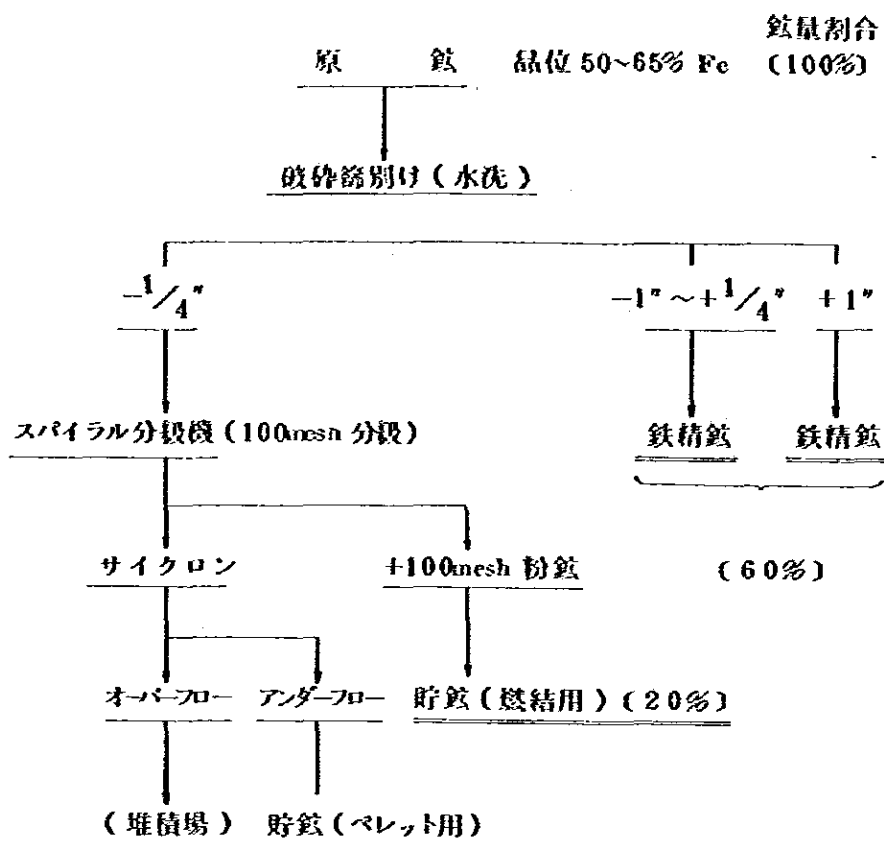 鉱量割合
原 鉱 品位 50~65% Fe (100%)
破砕篩別け(水洗)
-1/4" -1"~+1/4" +1"
スパイラル分級機(100mesh 分級) 鉄精鉱 鉄精鉱
サイクロン +100mesh 粉鉱 (60%)
オーバーフロー アンダーフロー 貯鉱(燃結用)(20%)
(堆積場) 貯鉱(ペレット用)